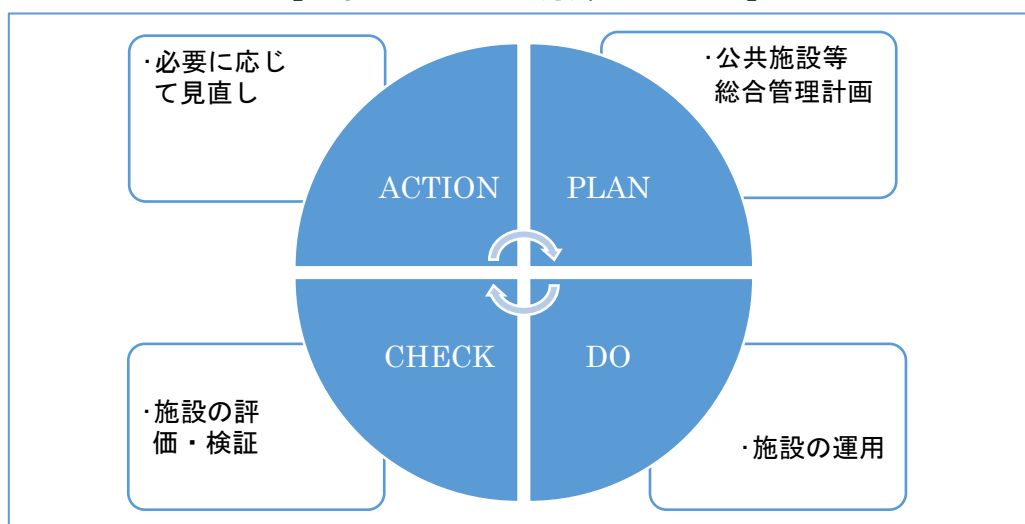 ・必要に応じ
て見直し
・公共施設等
総合管理計画
ACTION
PLAN
CHECK
DO
・施設の評
価・検証
・施設の運用